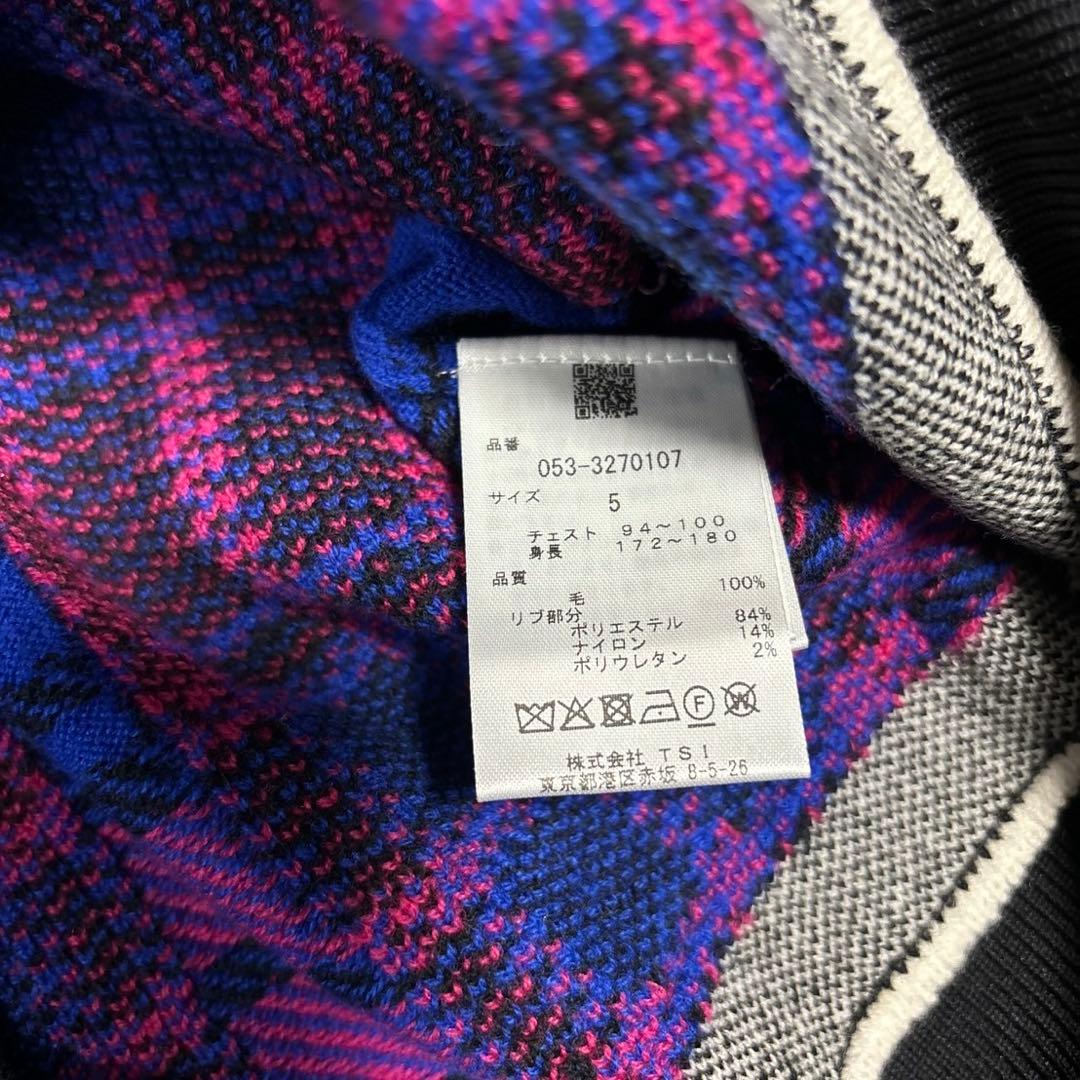 品番
053-3270107
サイズ 5
チェスト 94～100
身長 172～180
品質
毛 100%
リブ部分
ポリエステル 84%
ナイロン 14%
ポリウレタン 2%
F W
株式会社 TSI
東京都港区赤坂 8-5-26